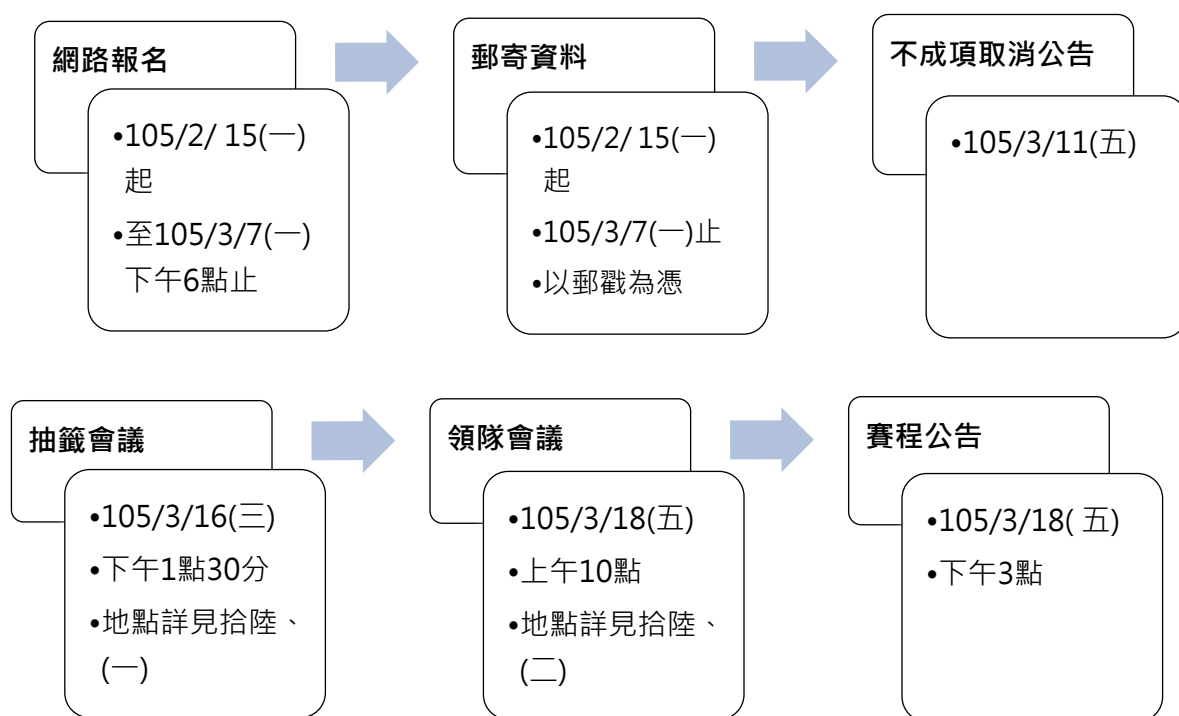 網路報名
•105/2/ 15(一)
起
•至105/3/7(一)
下午6點止
郵寄資料
•105/2/ 15(一)
起
•105/3/7(一)止
•以郵戳為憑
不成項取消公告
•105/3/11(五)
抽籤會議
•105/3/16(三)
•下午1點30分
•地點詳見拾陸、
(一)
領隊會議
•105/3/18(五)
•上午10點
•地點詳見拾陸、
(二)
賽程公告
•105/3/18( 五)
•下午3點